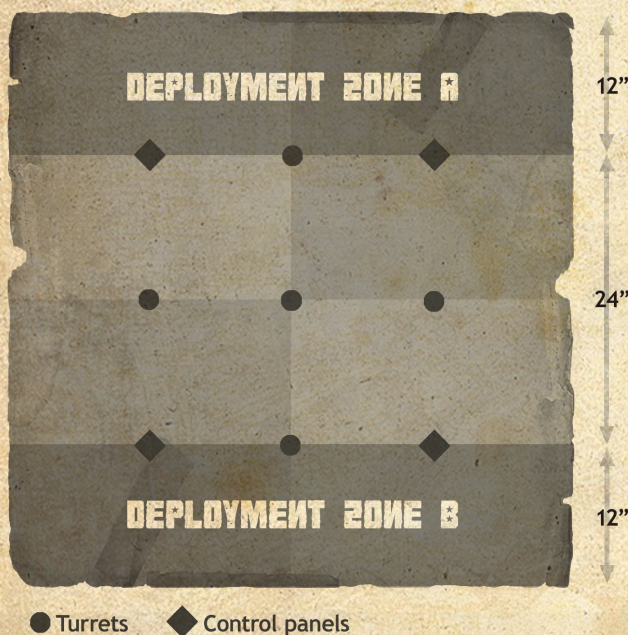 DEPLOYMENT ZONE A
12”
24”
DEPLOYMENT ZONE B
12”
Turrets
Control panels